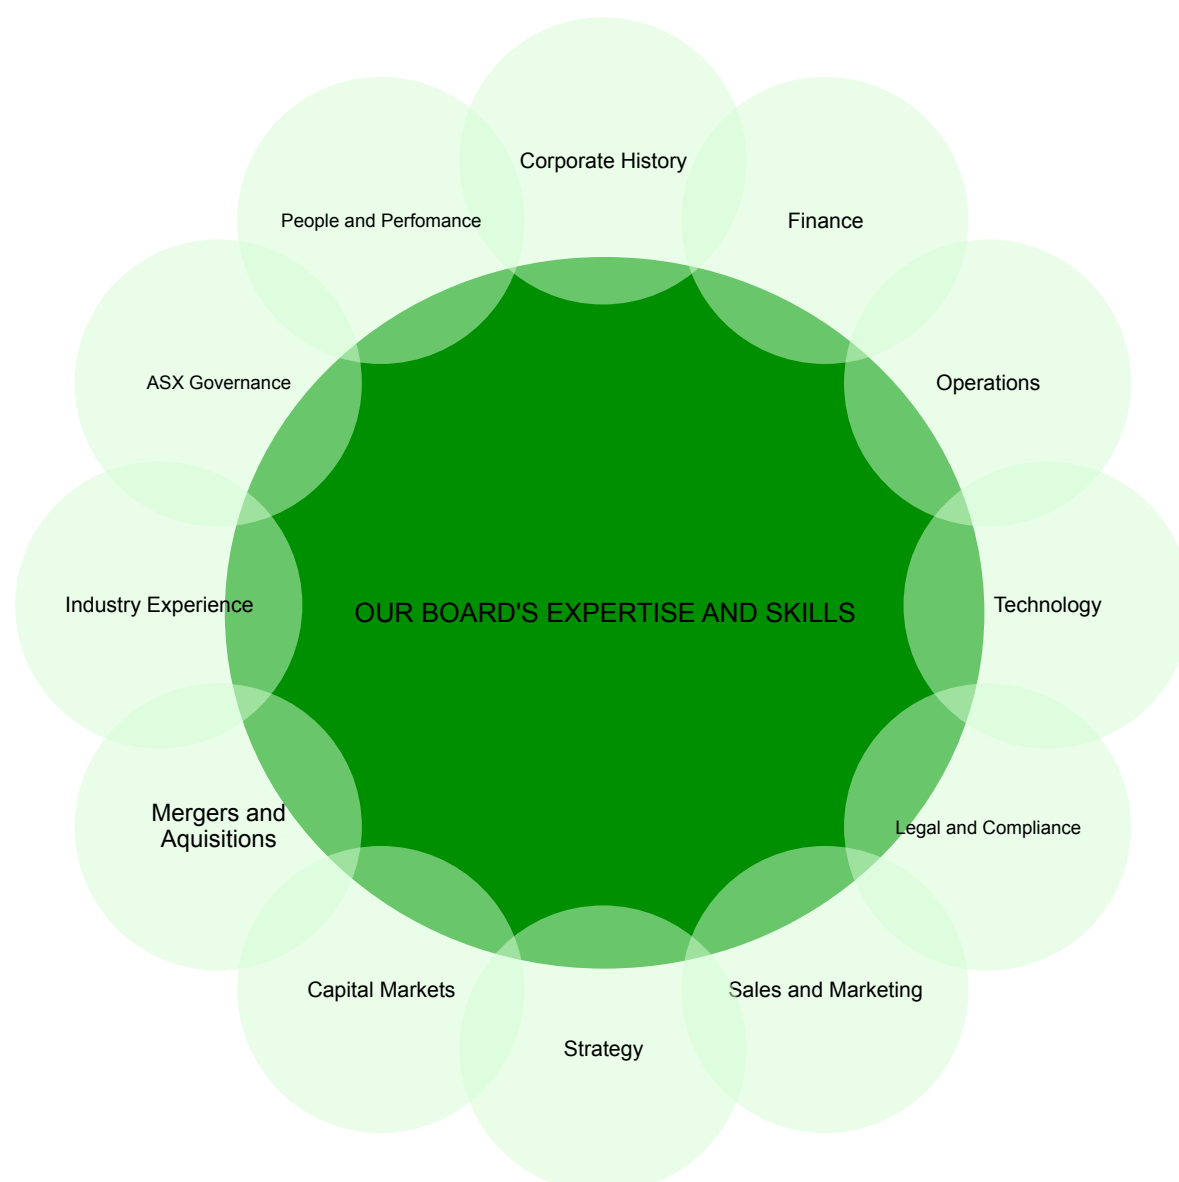 Corporate History
People and Perfomance
Finance
ASX Governance
Operations
Industry Experience
Technology
OUR BOARD'S EXPERTISE AND SKILLS
Mergers and
Aquisitions
Legal and Compliance
Capital Markets
Sales and Marketing
Strategy